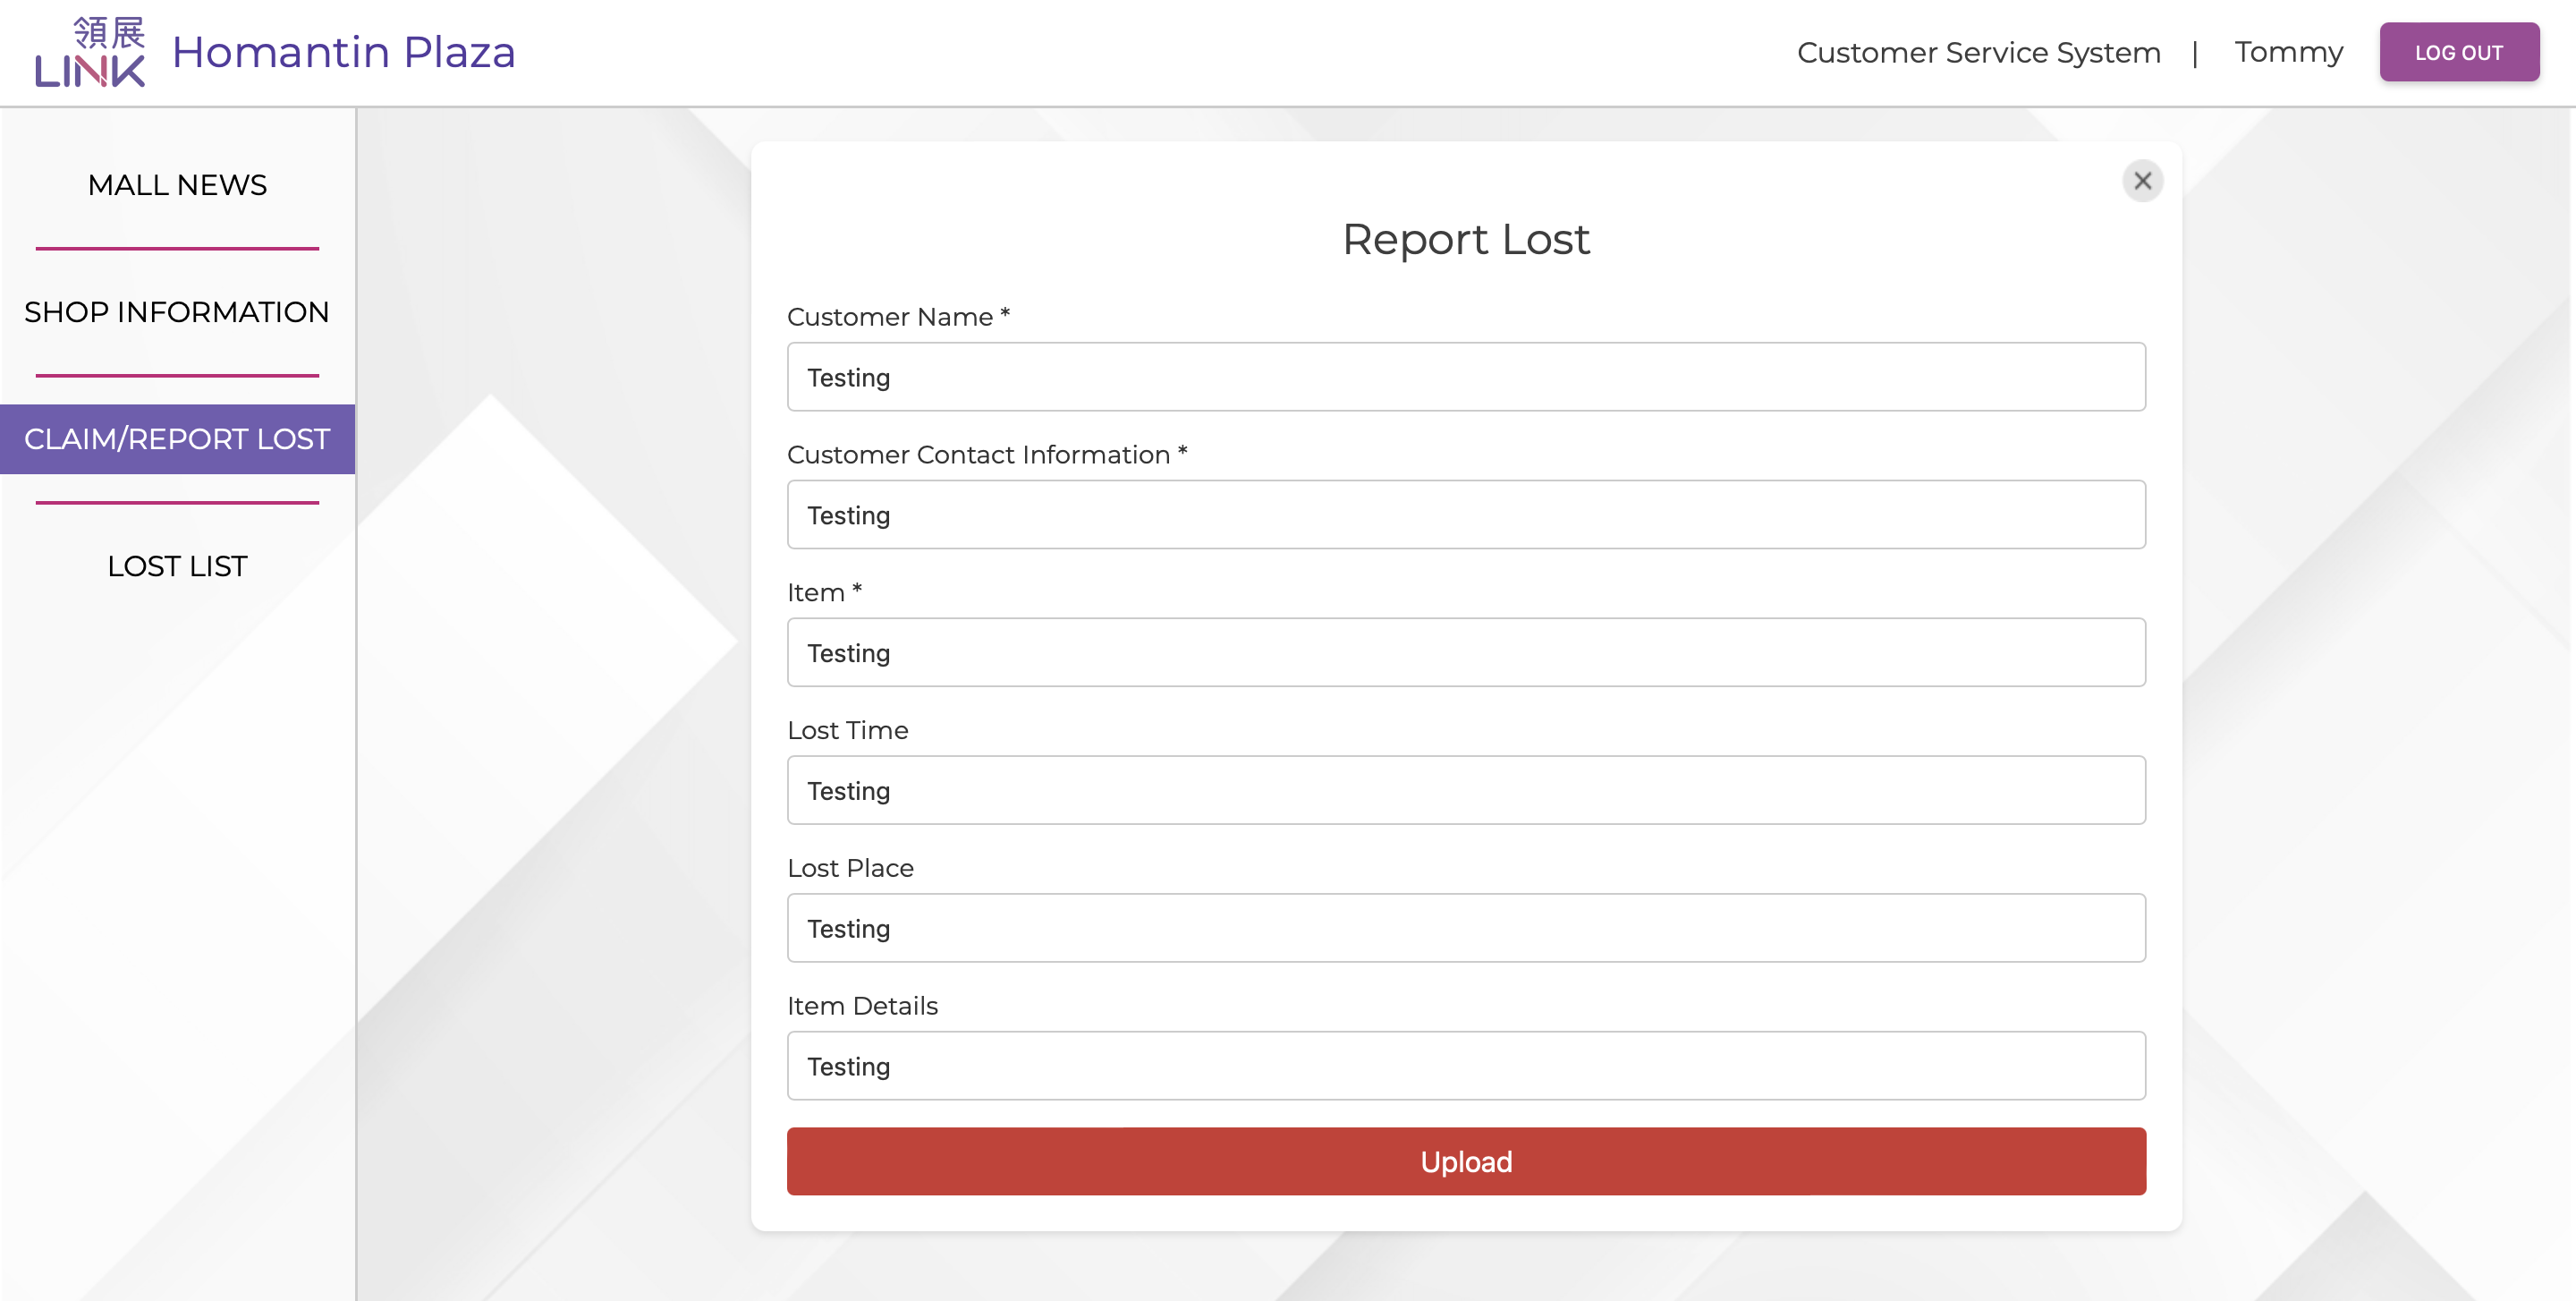 領展
LINK
Homantin Plaza
Customer Service System | Tommy
LOG OUT
MALL NEWS
SHOP INFORMATION
CLAIM/REPORT LOST
LOST LIST
Report Lost
Customer Name *
Testing
Customer Contact Information *
Testing
Item *
Testing
Lost Time
Testing
Lost Place
Testing
Item Details
Testing
Upload